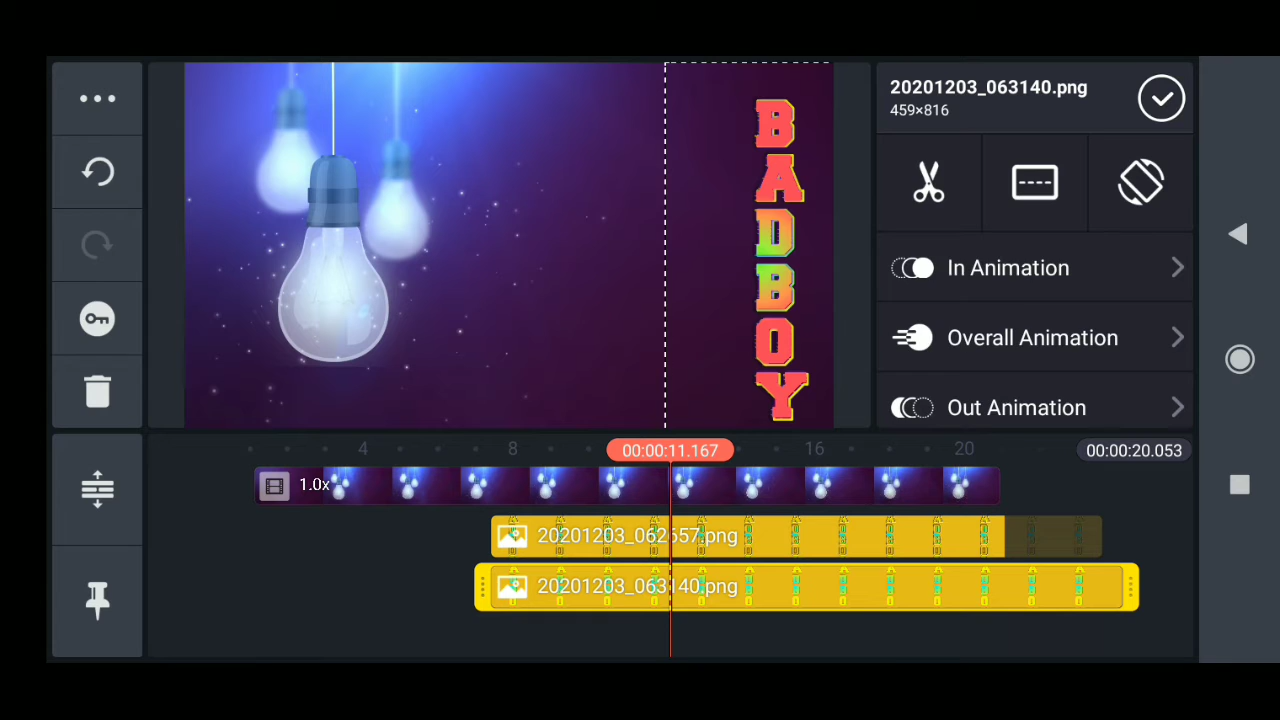 B
A
D
B
O
Y
20201203_063140.png
459×816
In Animation
Overall Animation
Out Animation
4
8
00:00:11.167
16
20
00:00:20.053
1.0x
20201203_062657.png
20201203_063140.png